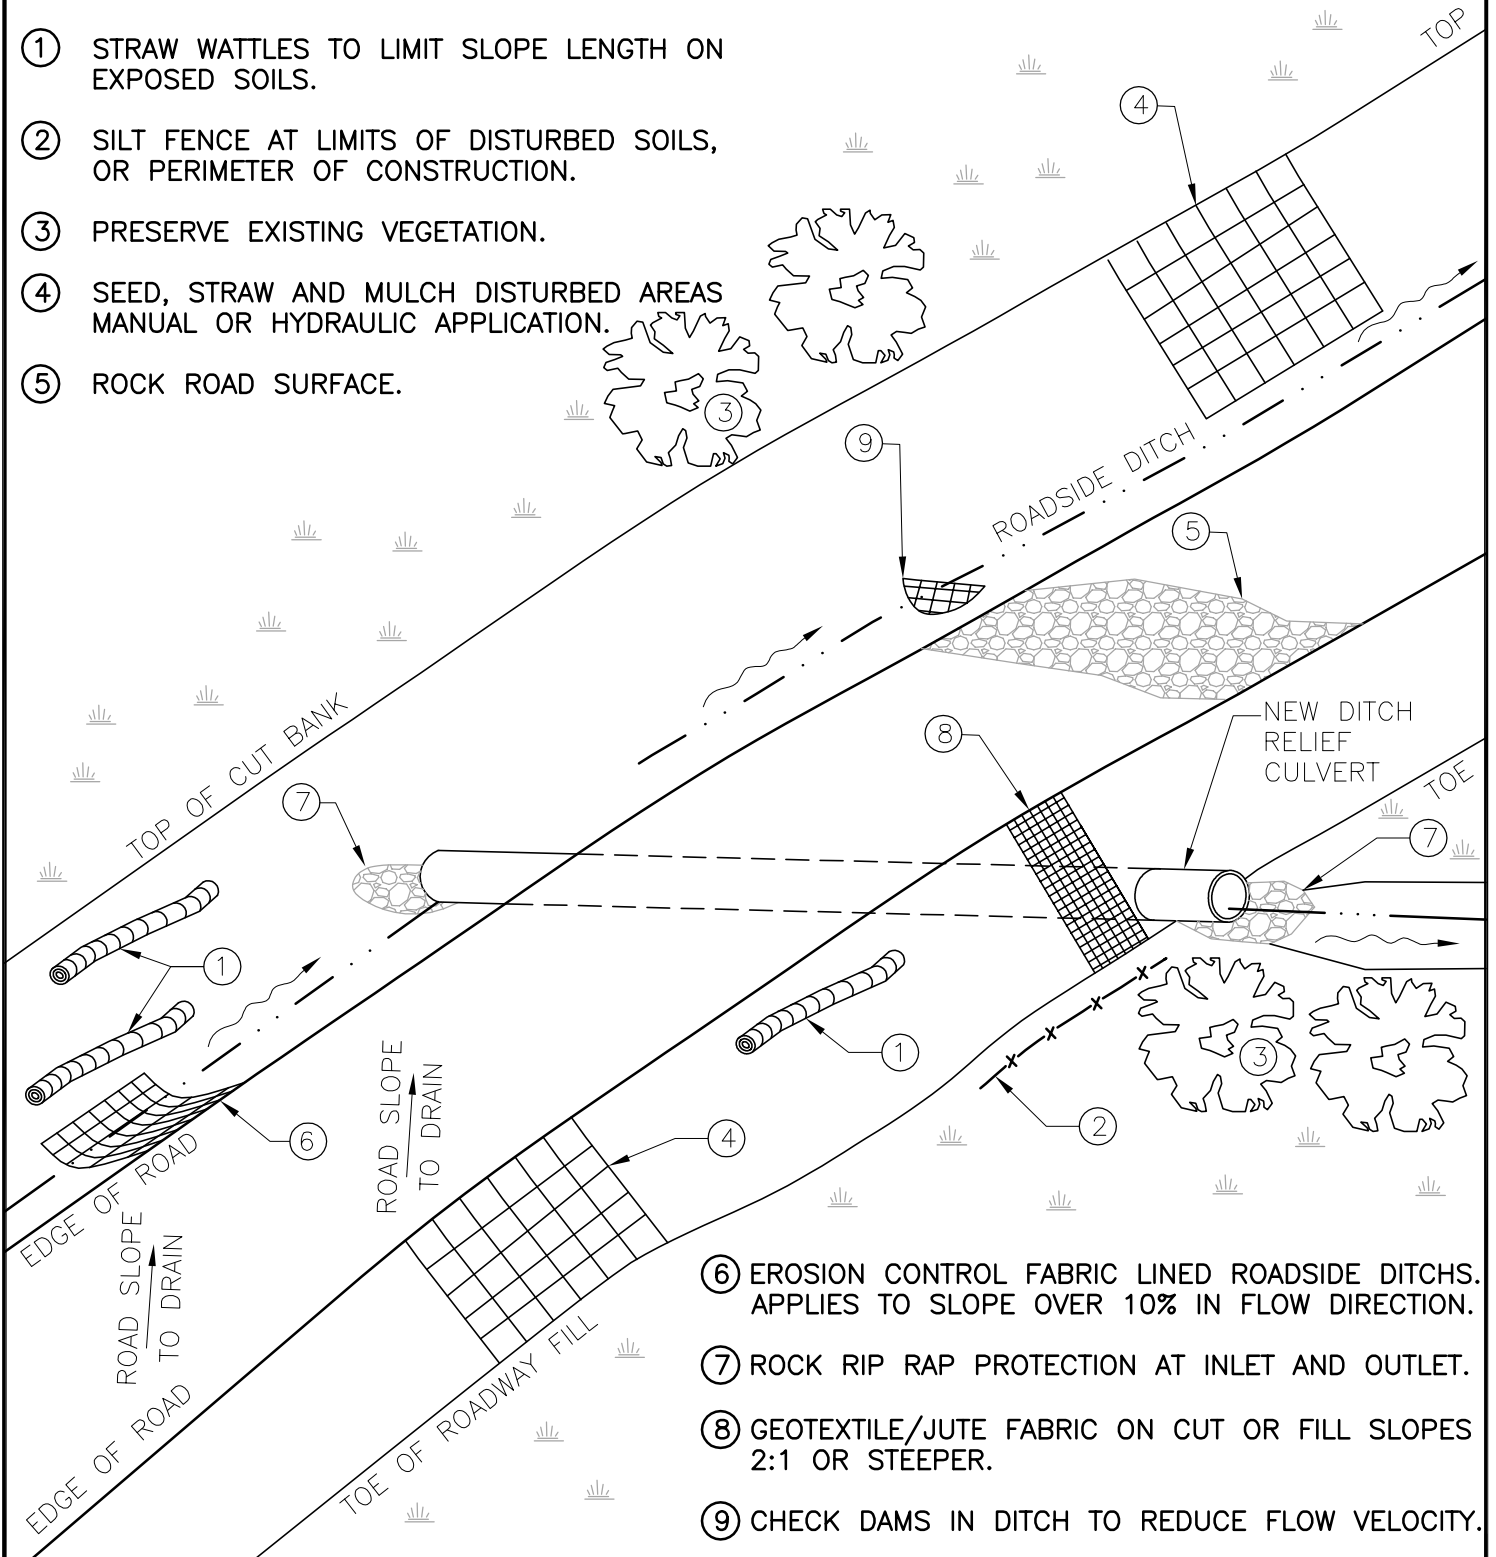 1 STRAW WATTLES TO LIMIT SLOPE LENGTH ON
EXPOSED SOILS.
2 SILT FENCE AT LIMITS OF DISTURBED SOILS,
OR PERIMETER OF CONSTRUCTION.
3 PRESERVE EXISTING VEGETATION.
4 SEED, STRAW AND MULCH DISTURBED AREAS
MANUAL OR HYDRAULIC APPLICATION.
5 ROCK ROAD SURFACE.
TOP
4
3
9
ROADSIDE DITCH
5
TOP OF CUT BANK
7
8
NEW DITCH
RELIEF
CULVERT
TOE
7
1
1
3
2
6
4
EDGE OF ROAD
ROAD SLOPE
TO DRAIN
ROAD SLOPE
TO DRAIN
EDGE OF ROAD
TOE OF ROADWAY FILL
6 EROSION CONTROL FABRIC LINED ROADSIDE DITCHS.
APPLIES TO SLOPE OVER 10% IN FLOW DIRECTION.
7 ROCK RIP RAP PROTECTION AT INLET AND OUTLET.
8 GEOTEXTILE/JUTE FABRIC ON CUT OR FILL SLOPES
2:1 OR STEEPER.
9 CHECK DAMS IN DITCH TO REDUCE FLOW VELOCITY.